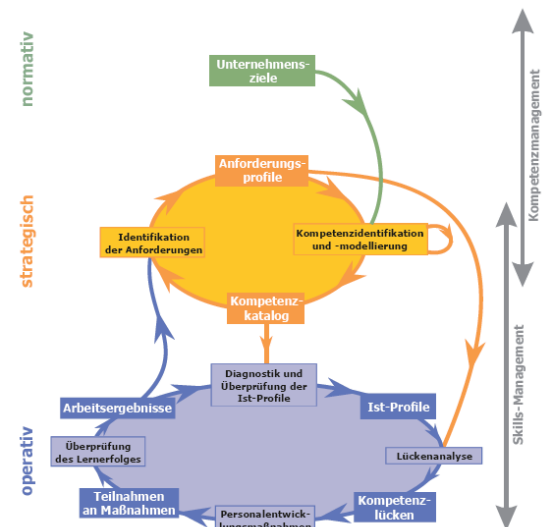 normativ
Unternehmens-
ziele
Kompetenzmanagement
Anforderungs-
profile
strategisch
Identifikation
der Anforderungen
Kompetenzidentifikation
und -modellierung
Kompetenz-
katalog
Skills-Management
Diagnostik und
Überprüfung der
Ist-Profile
Arbeitsergebnisse
Ist-Profile
operativ
Überprüfung
des Lernerfolges
Lückenanalyse
Teilnahmen
an Maßnahmen
Kompetenz-
lücken
Personalentwick-
lungsmaßnahmen